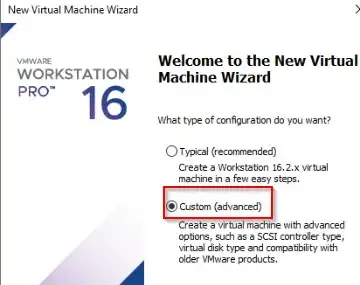 New Virtual Machine Wizard
VMWARE
WORKSTATION
PRO™ 16
Welcome to the New Virtual
Machine Wizard
What type of configuration do you want?
Typical (recommended)
Create a Workstation 16.2.x virtual
machine in a few easy steps.
Custom (advanced)
Create a virtual machine with advanced
options, such as a SCSI controller type,
virtual disk type and compatibility with
older VMware products.